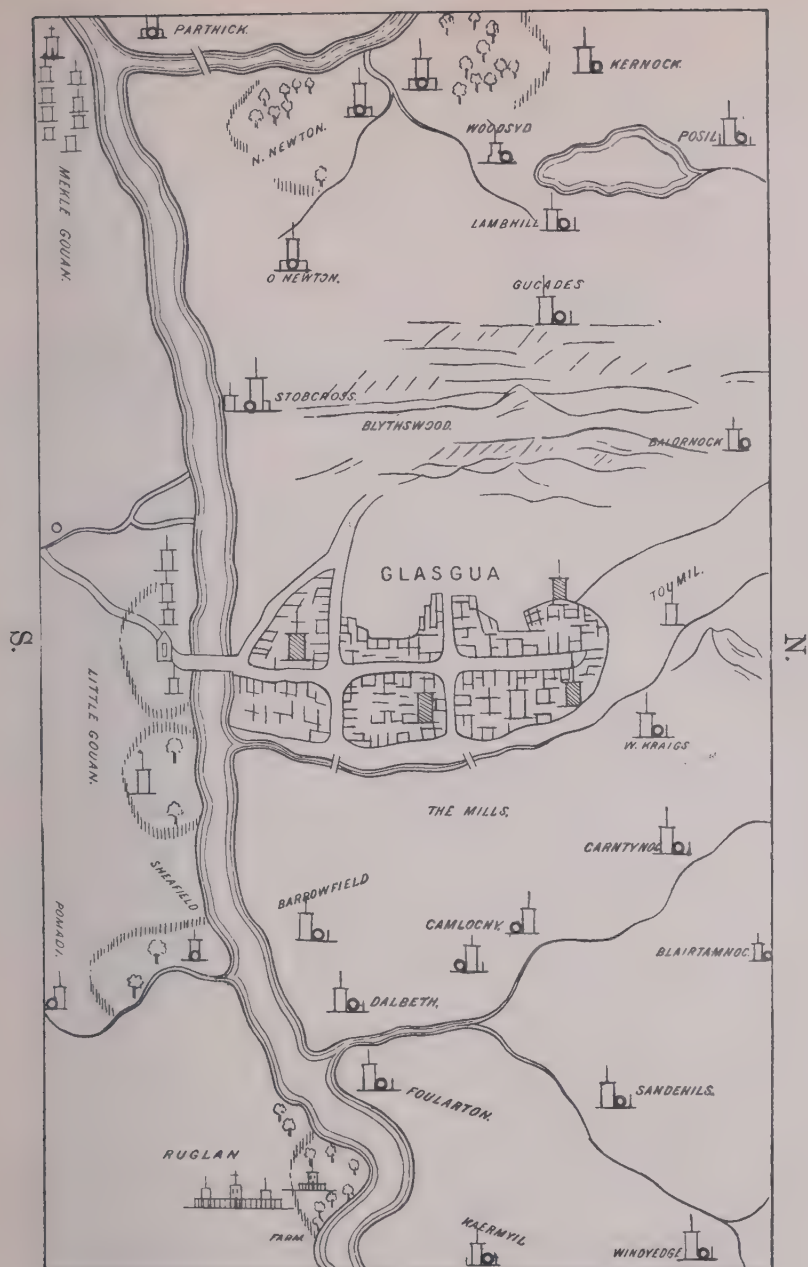 PARTHICK.
KERNOCK.
POSIL
WOODSYD
N. NEWTON.
MEKLE GOUAN.
LAMBHILL
O NEWTON.
GUCADES
STOBCROSS.
BLYTHSWOOD.
BALORNOCK
GLASGUA
TOUMIL.
S.
N.
LITTLE GOUAN.
W. KRAIGS
THE MILLS,
CARNTYNOC
SHEAFIELD
BARROWFIELD
CAMLOCHY.
POMADI.
BLAIRTAMNOC.
DALBETH,
SANDEHILS.
FOULARTON.
RUGLAN
FARM
KAERMYIL
WINDYEDGE